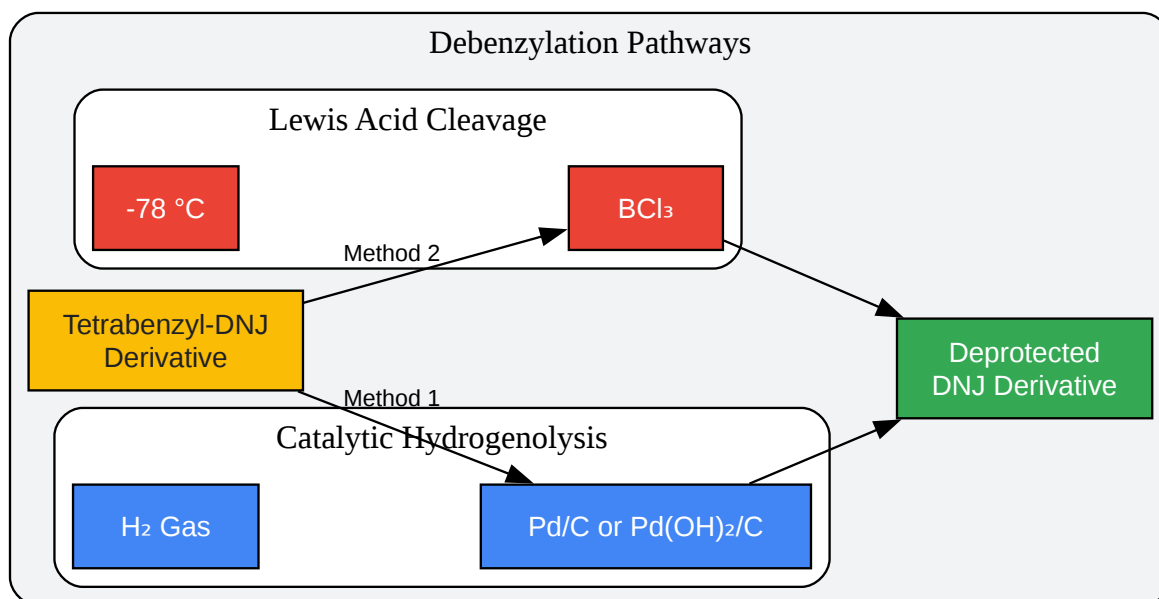 Debenzylation Pathways
Lewis Acid Cleavage
-78 °C
BCl₃
Method 2
Tetrabenzyl-DNJ
Derivative
Deprotected
DNJ Derivative
Method 1
Catalytic Hydrogenolysis
H₂ Gas
Pd/C or Pd(OH)₂/C